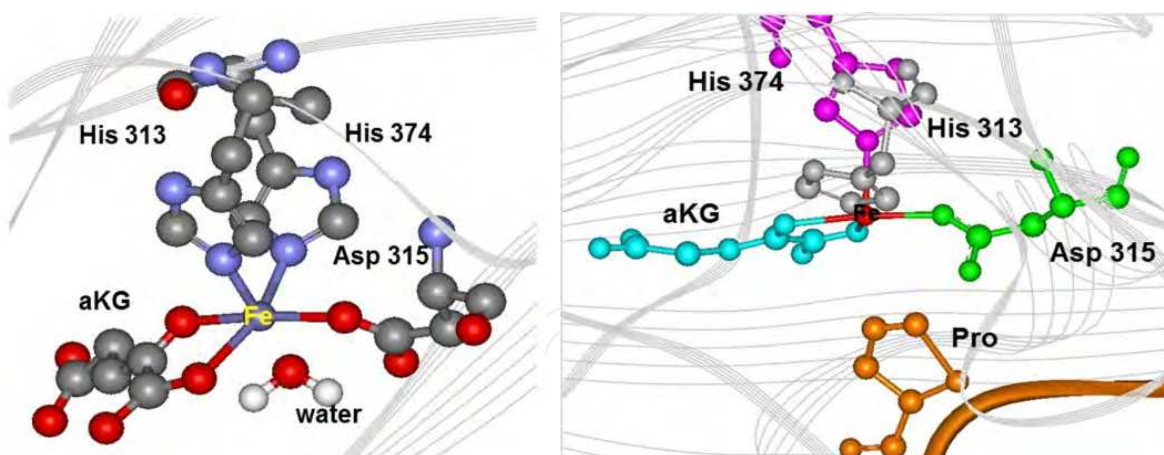 His 313
His 374
Asp 315
aKG
Fe
water
His 374
His 313
aKG
Fe
Asp 315
Pro